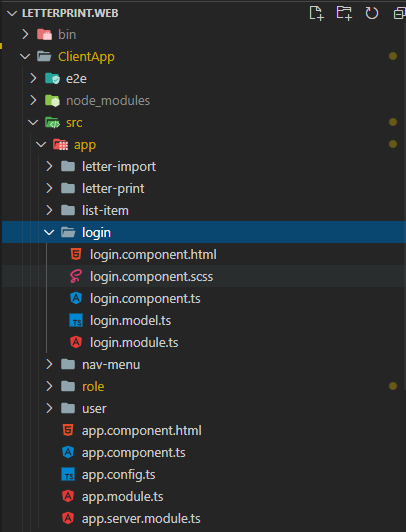 LETTERPRINT.WEB
bin
ClientApp
e2e
node_modules
src
app
letter-import
letter-print
list-item
login
login.component.html
login.component.scss
login.component.ts
TS login.model.ts
login.module.ts
nav-menu
role
user
app.component.html
app.component.ts
TS app.config.ts
app.module.ts
app.server.module.ts